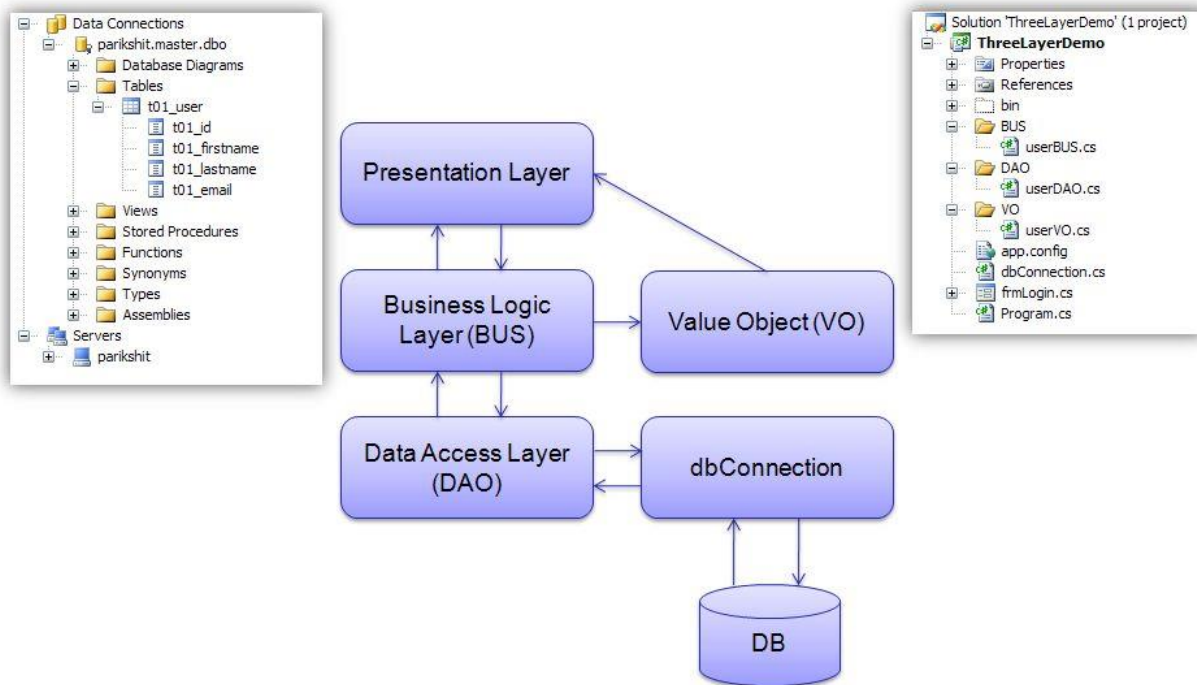 Data Connections
parikshit.master.dbo
Database Diagrams
Tables
t01_user
t01_id
t01_firstname
t01_lastname
t01_email
Views
Stored Procedures
Functions
Synonyms
Types
Assemblies
Servers
parikshit
Presentation Layer
Business Logic
Layer (BUS)
Value Object (VO)
Data Access Layer
(DAO)
dbConnection
DB
Solution 'ThreeLayerDemo' (1 project)
ThreeLayerDemo
Properties
References
bin
BUS
userBUS.cs
DAO
userDAO.cs
VO
userVO.cs
app.config
dbConnection.cs
frmLogin.cs
Program.cs